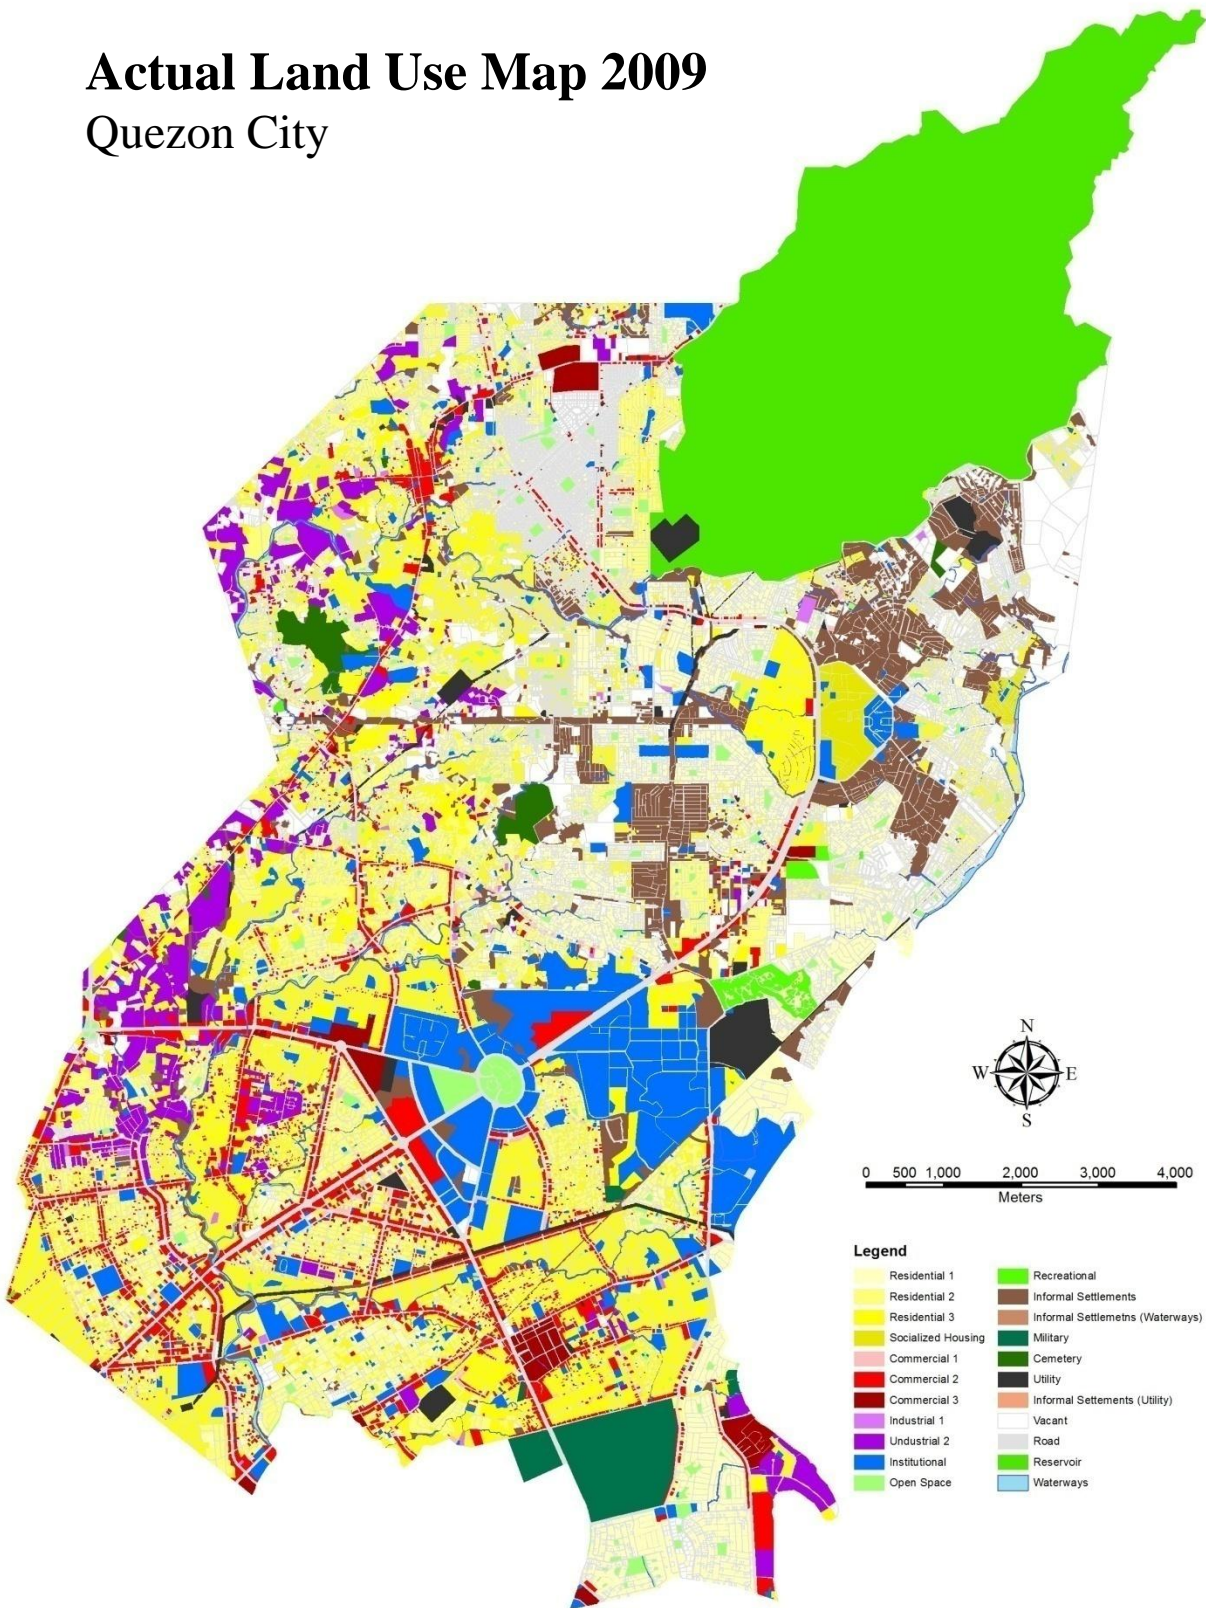 Actual Land Use Map 2009
Quezon City
N
W E
S
0 500 1,000 2,000 3,000 4,000
Meters
Legend
Residential 1
Residential 2
Residential 3
Socialized Housing
Commercial 1
Commercial 2
Commercial 3
Industrial 1
Undustrial 2
Institutional
Open Space
Recreational
Informal Settlements
Informal Settlemetns (Waterways)
Military
Cemetery
Utility
Informal Settements (Utility)
Vacant
Road
Reservoir
Waterways